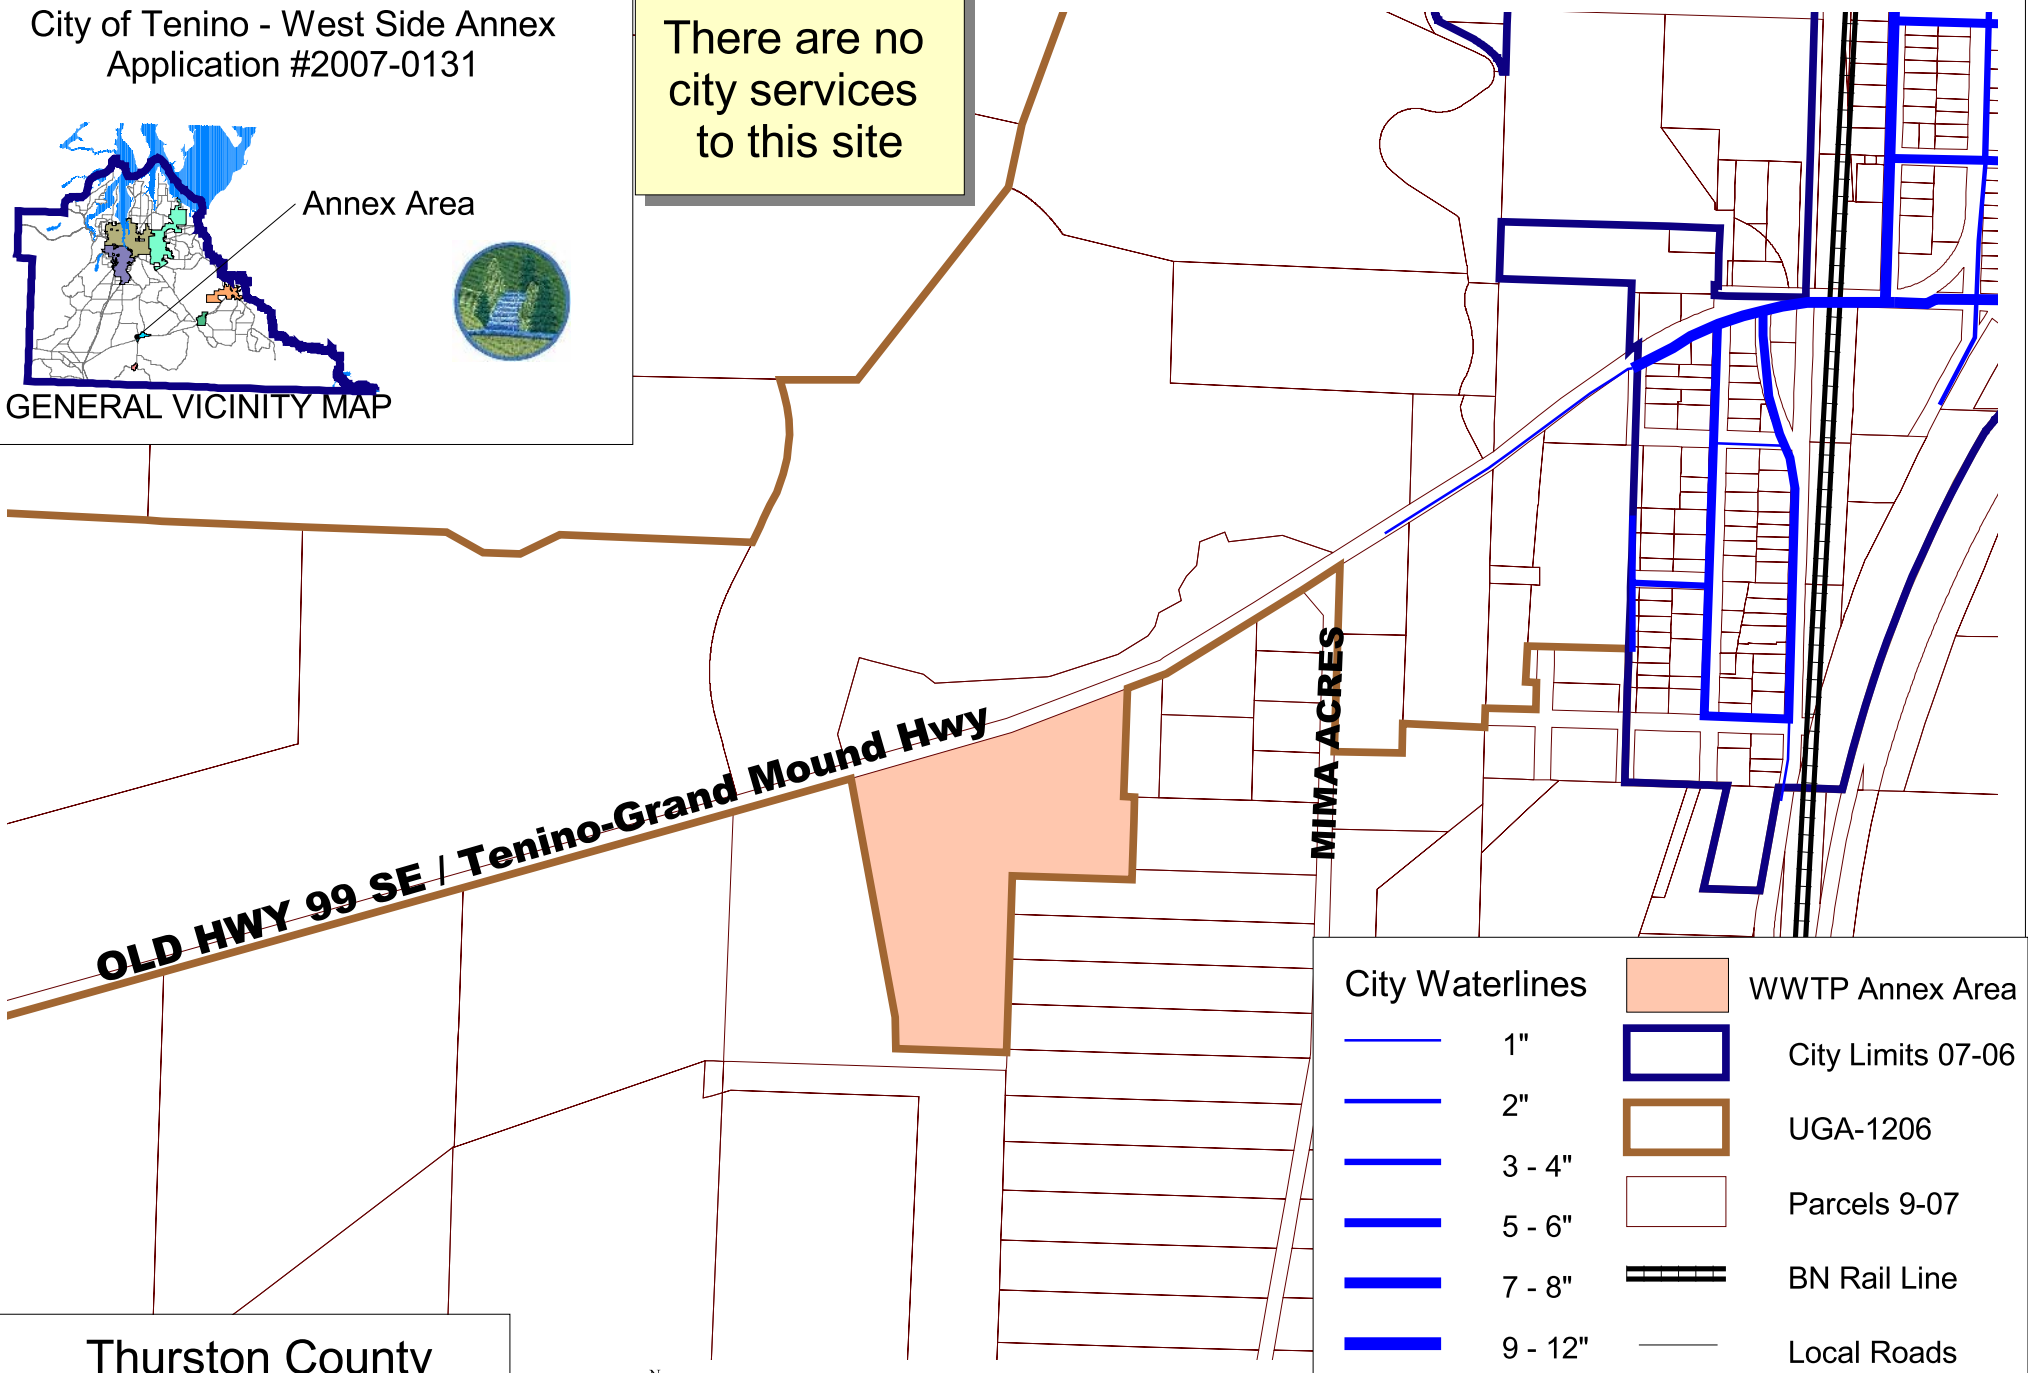 City of Tenino - West Side Annex
Application #2007-0131
Annex Area
GENERAL VICINITY MAP
There are no
city services
to this site
OLD HWY 99 SE / Tenino-Grand Mound Hwy
MIMA ACRES
City Waterlines
1"
2"
3 - 4"
5 - 6"
7 - 8"
9 - 12"
WWTP Annex Area
City Limits 07-06
UGA-1206
Parcels 9-07
BN Rail Line
Local Roads
Thurston County
N